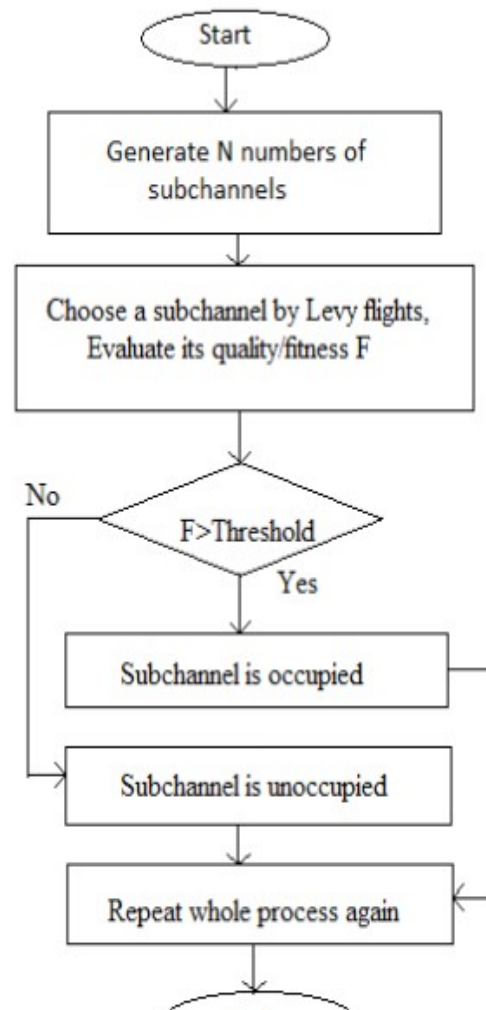 Start
Generate N numbers of
subchannels
Choose a subchannel by Levy flights,
Evaluate its quality/fitness F
No
F>Threshold
Yes
Subchannel is occupied
Subchannel is unoccupied
Repeat whole process again